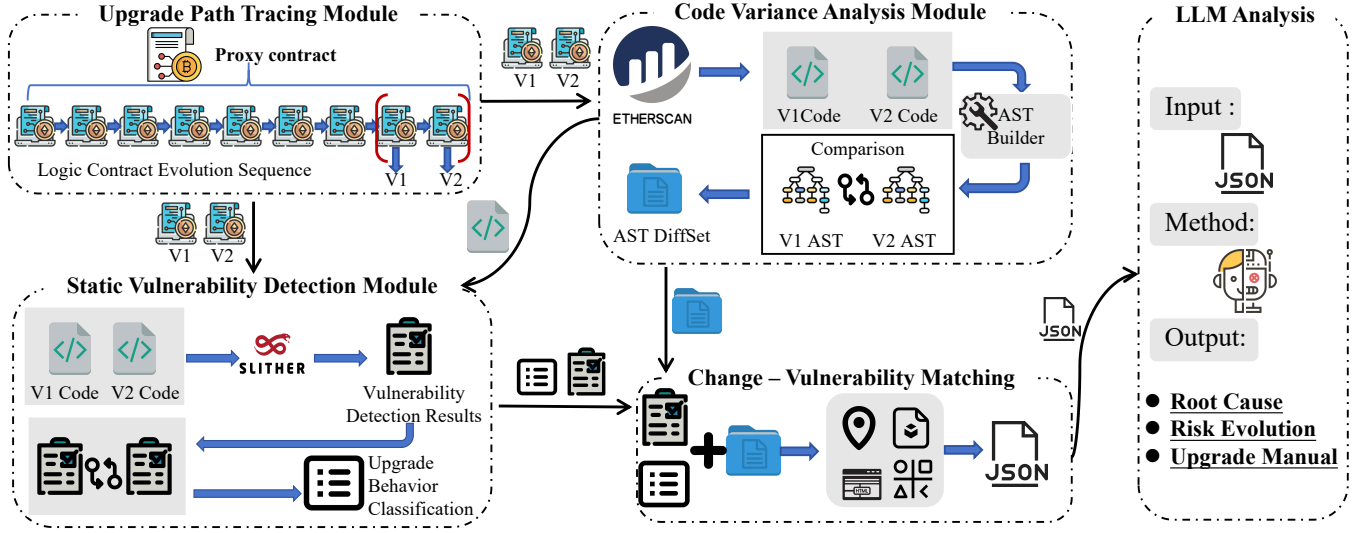 Upgrade Path Tracing Module
Proxy contract
Logic Contract Evolution Sequence
V1
V2
V1
V2
Code Variance Analysis Module
ETHERSCAN
V1Code
V2 Code
AST
Builder
Comparison
V1 AST
V2 AST
AST DiffSet
V1
V2
Static Vulnerability Detection Module
V1 Code
V2 Code
SLITHER
Vulnerability
Detection Results
Upgrade
Behavior
Classification
Change – Vulnerability Matching
HTML
JSON
JSON
LLM Analysis
Input :
JSON
Method:
Output:
● Root Cause
● Risk Evolution
● Upgrade Manual